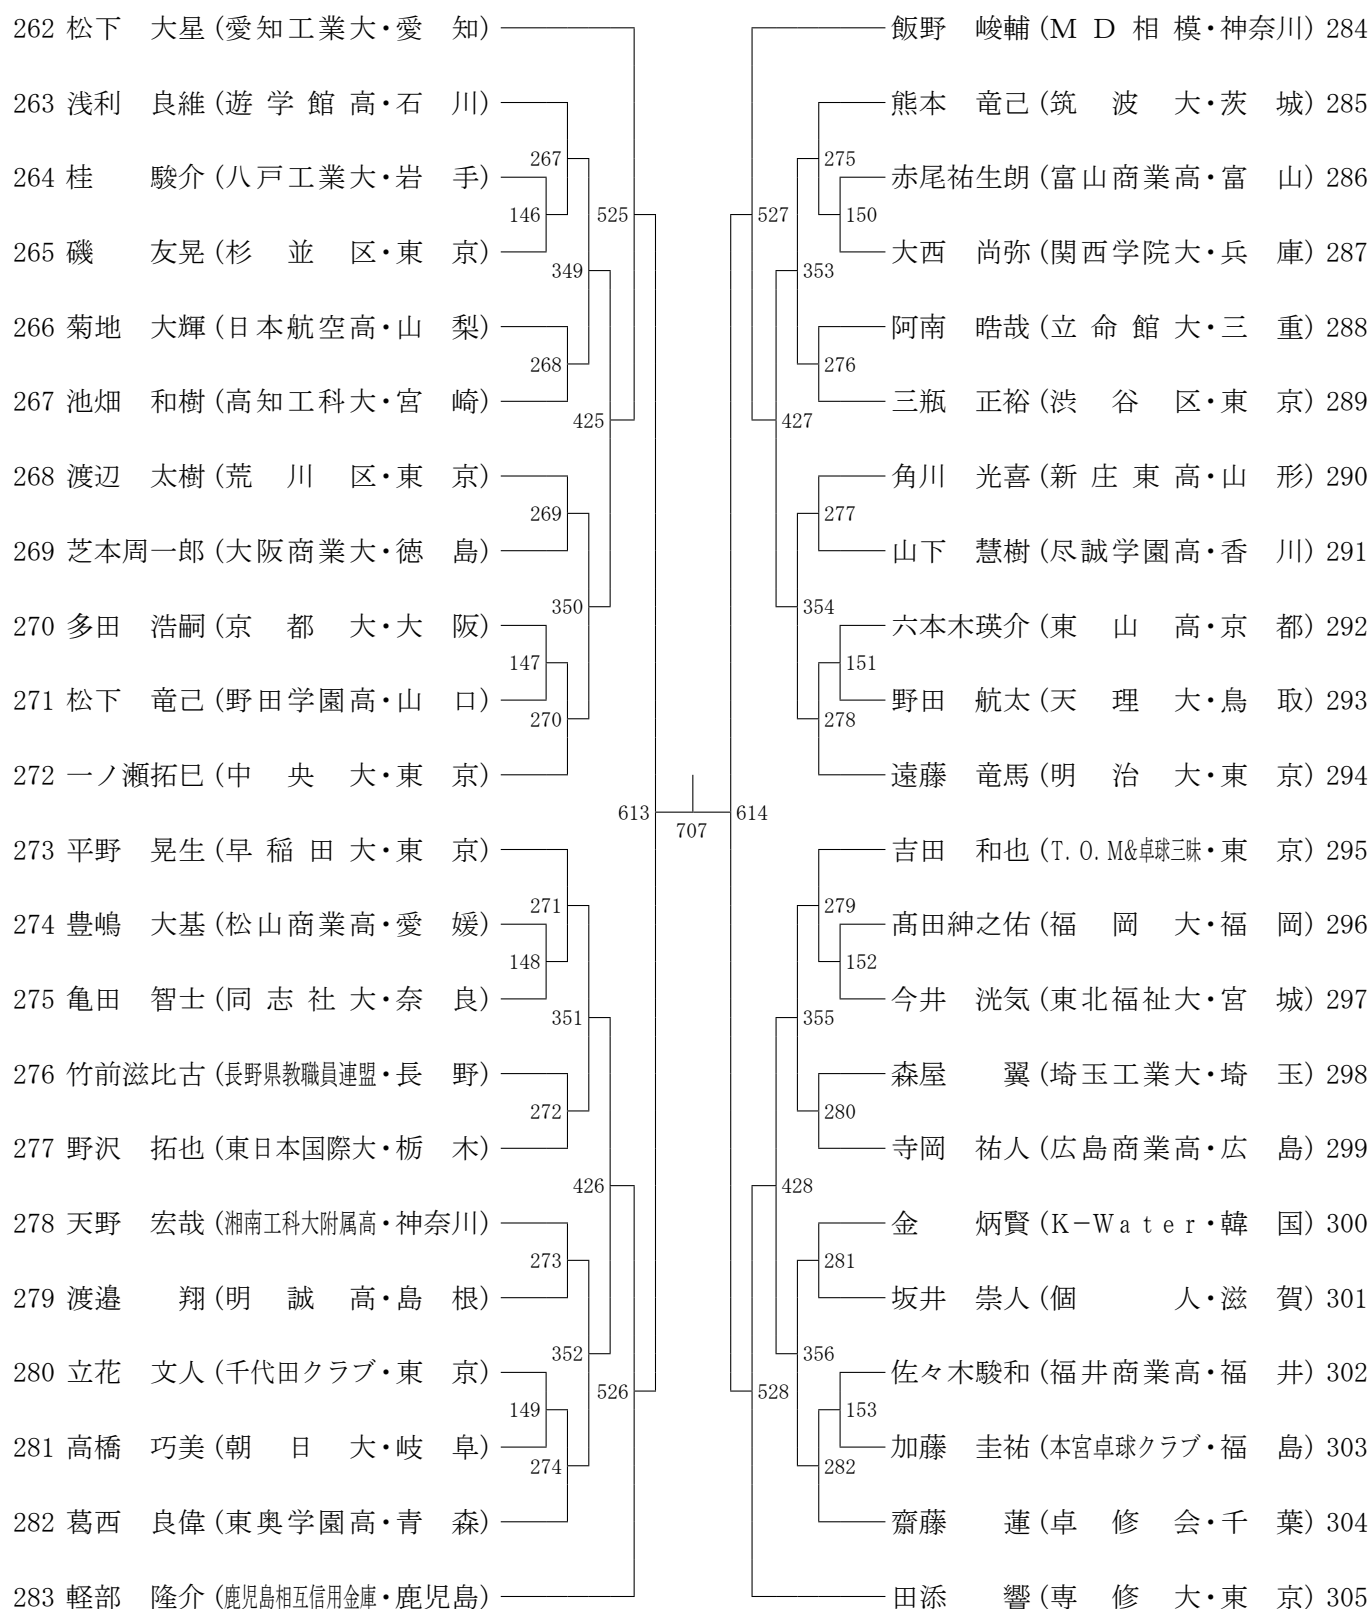 262 松下 大星 (愛知工業大・愛 知)
263 浅利 良維 (遊学館高・石 川)
264 桂 駿介 (八戸工業大・岩 手)
265 磯 友晃 (杉並区・東 京)
266 菊地 大輝 (日本航空高・山 梨)
267 池畑 和樹 (高知工科大・宮 崎)
268 渡辺 太樹 (荒川区・東 京)
269 芝本周一郎 (大阪商業大・徳 島)
270 多田 浩嗣 (京都大・大 阪)
271 松下 竜己 (野田学園高・山 口)
272 一ノ瀬拓巳 (中央大・東 京)
273 平野 晃生 (早稲田大・東 京)
274 豊嶋 大基 (松山商業高・愛 媛)
275 亀田 智士 (同志社大・奈 良)
276 竹前滋比古 (長野県教職員連盟・長 野)
277 野沢 拓也 (東日本国際大・栃 木)
278 天野 宏哉 (湘南工科大附属高・神奈川)
279 渡邉 翔 (明誠高・島 根)
280 立花 文人 (千代田クラブ・東 京)
281 高橋 巧美 (朝日大・岐 阜)
282 葛西 良偉 (東奥学園高・青 森)
283 軽部 隆介 (鹿児島相互信用金庫・鹿児島)
146
147
148
149
267
268
269
270
271
272
273
274
349
350
351
352
425
426
525
526
613
707
614
527
528
427
428
353
354
355
356
275
276
277
278
279
280
281
282
150
151
152
153
飯野 峻輔 (MD相模・神奈川) 284
熊本 竜己 (筑波大・茨 城) 285
赤尾祐生朗 (富山商業高・富 山) 286
大西 尚弥 (関西学院大・兵 庫) 287
阿南 晧哉 (立命館大・三 重) 288
三瓶 正裕 (渋谷区・東 京) 289
角川 光喜 (新庄東高・山 形) 290
山下 慧樹 (尽誠学園高・香 川) 291
六本木瑛介 (東山高・京 都) 292
野田 航太 (天理大・鳥 取) 293
遠藤 竜馬 (明治大・東 京) 294
吉田 和也 (T.O.M&卓球三昧・東 京) 295
髙田紳之佑 (福岡大・福 岡) 296
今井 洸気 (東北福祉大・宮 城) 297
森屋 翼 (埼玉工業大・埼 玉) 298
寺岡 祐人 (広島商業高・広 島) 299
金 炳賢 (K-Water・韓 国) 300
坂井 崇人 (個人・滋 賀) 301
佐々木駿和 (福井商業高・福 井) 302
加藤 圭祐 (本宮卓球クラブ・福 島) 303
齋藤 蓮 (卓修会・千 葉) 304
田添 響 (専修大・東 京) 305